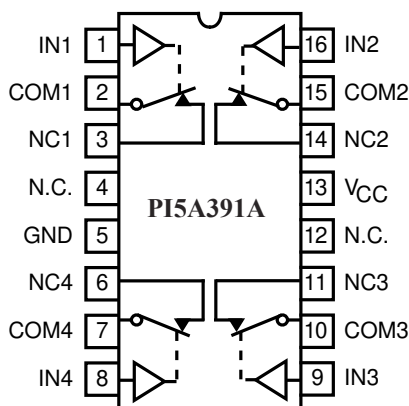 IN1 1 16 IN2
COM1 2 15 COM2
NC1 3 14 NC2
N.C. 4 13 VCC
PI5A391A
GND 5 12 N.C.
NC4 6 11 NC3
COM4 7 10 COM3
IN4 8 9 IN3